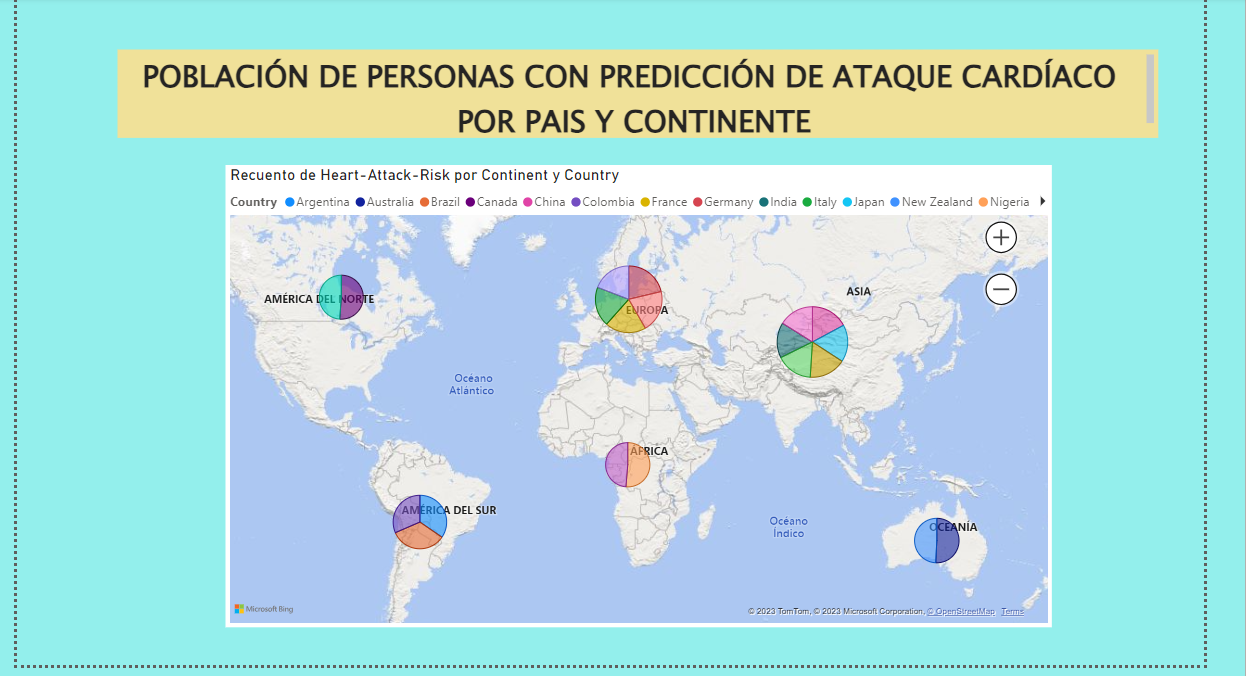 POBLACIÓN DE PERSONAS CON PREDICCIÓN DE ATAQUE CARDÍACO
POR PAIS Y CONTINENTE
Recuento de Heart-Attack-Risk por Continent y Country
Country Argentina Australia Brazil Canada China Colombia France Germany India Italy Japan New Zealand Nigeria
AMÉRICA DEL NORTE
EUROPA
ASIA
Océano
Atlántico
ÁFRICA
AMÉRICA DEL SUR
Océano
Índico
OCEANÍA
Microsoft Bing
© 2023 TomTom, © 2023 Microsoft Corporation, © OpenStreetMap Terms